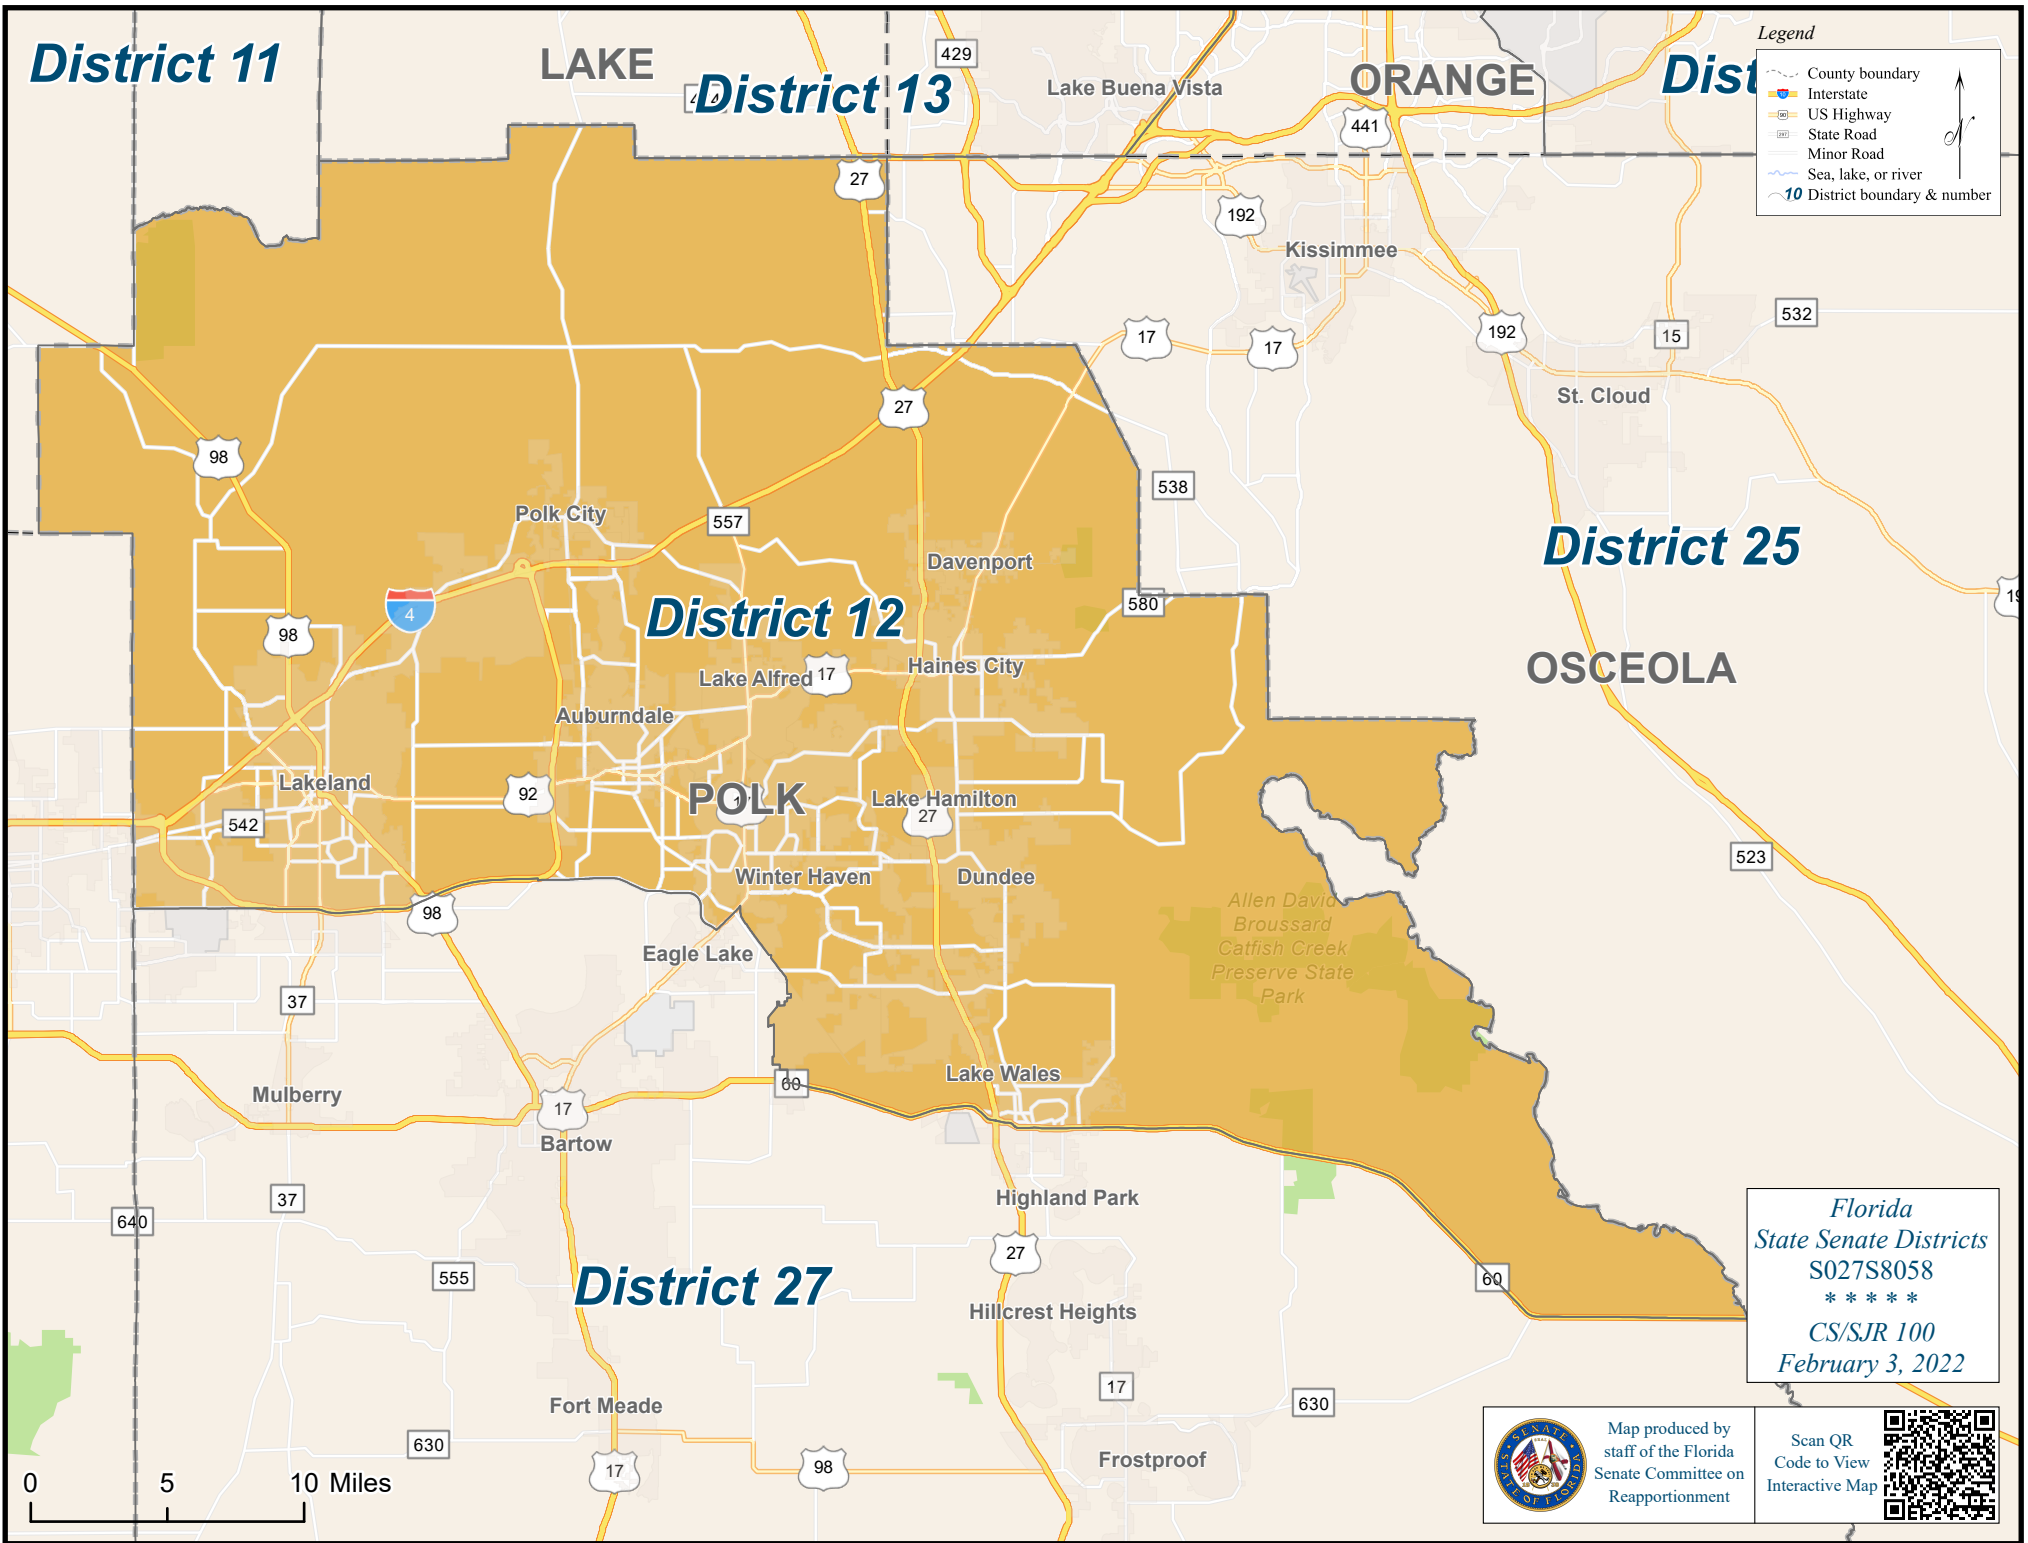 District 11
LAKE
429
District 13
Lake Buena Vista
ORANGE
441
Dist
Legend
County boundary
Interstate
US Highway
State Road
Minor Road
Sea, lake, or river
10 District boundary & number
N
27
192
Kissimmee
17
17
192
15
532
St. Cloud
27
98
538
Polk City
557
District 25
Davenport
4
580
19
98
District 12
Haines City
Lake Alfred
17
OSCEOLA
Auburndale
Lakeland
92
POLK
Lake Hamilton
27
542
523
Winter Haven
Dundee
98
Allen David
Broussard
Catfish Creek
Preserve State
Park
Eagle Lake
37
Mulberry
60
Lake Wales
17
Bartow
37
640
Highland Park
27
555
District 27
60
Hillcrest Heights
Florida
State Senate Districts
S027S8058
* * * * *
CS/SJR 100
February 3, 2022
17
630
Fort Meade
630
17
98
Frostproof
0 5 10 Miles
SENATE
STATE OF FLORIDA
Map produced by
staff of the Florida
Senate Committee on
Reapportionment
Scan QR
Code to View
Interactive Map